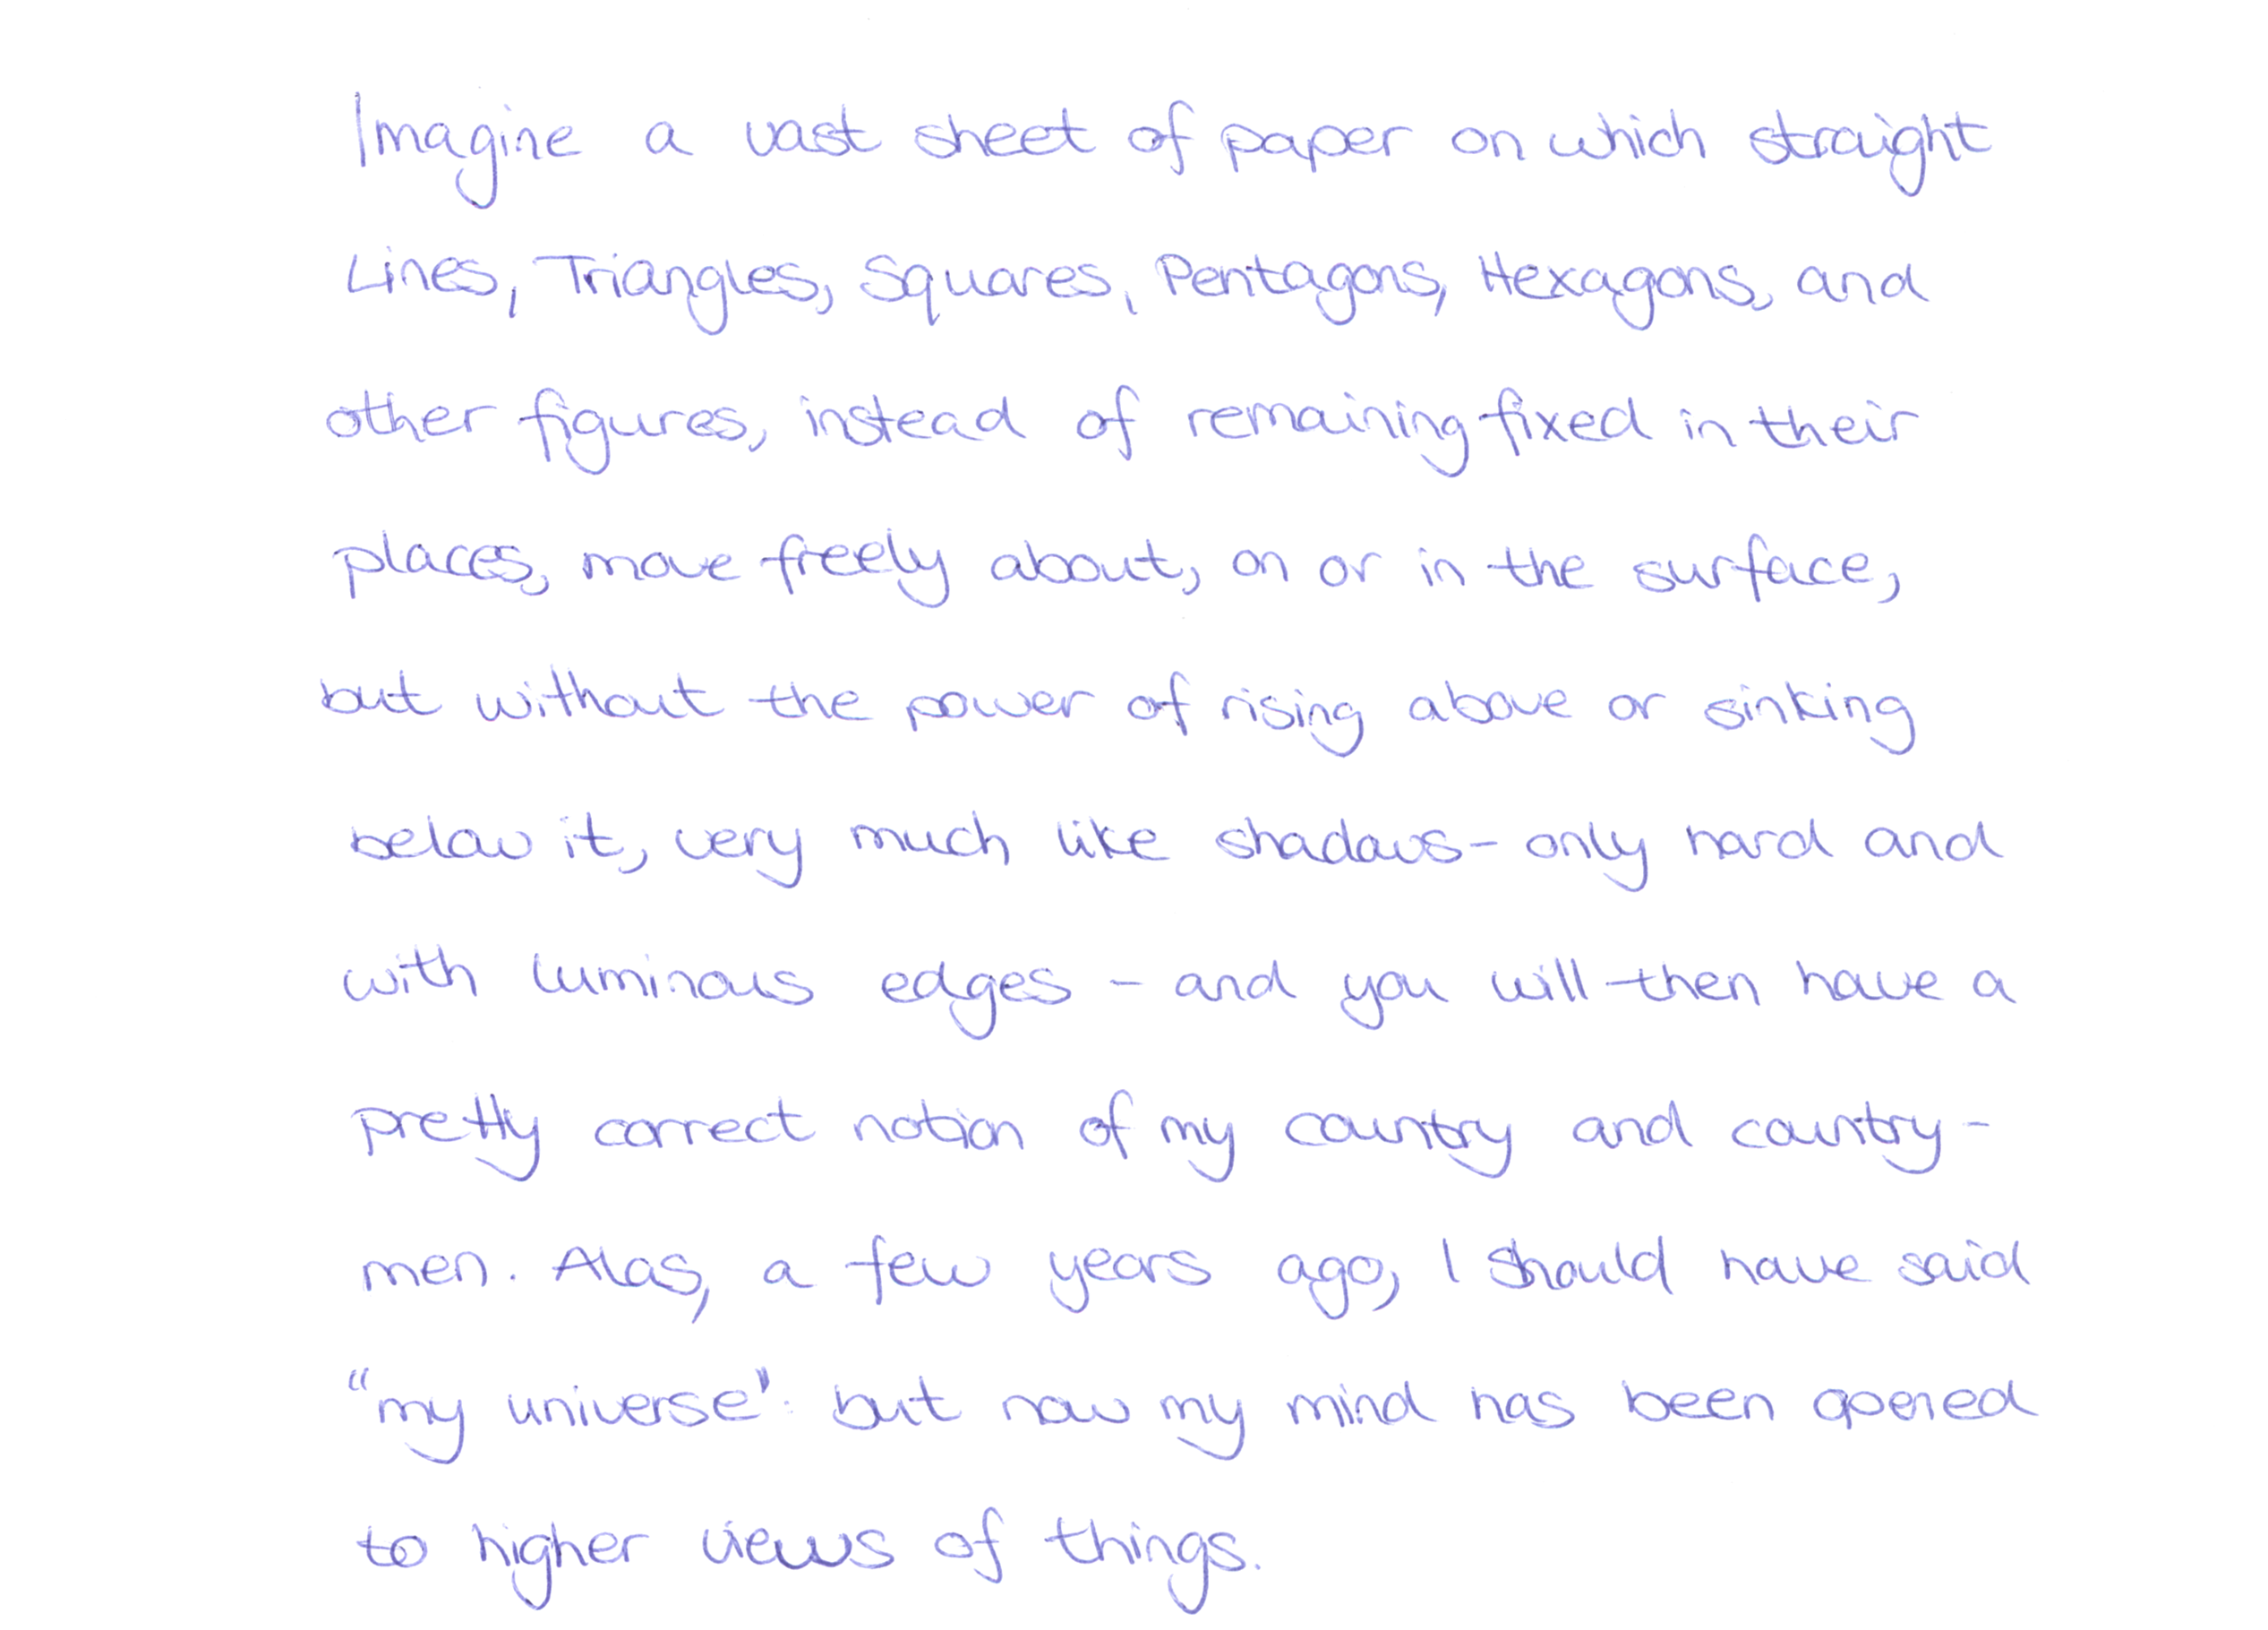 Imagine a vast sheet of paper on which straight
Lines, Triangles, Squares, Pentagons, Hexagons, and
other figures, instead of remaining fixed in their
places, move freely about, on or in the surface,
but without the power of rising above or sinking
below it, very much like shadows - only hard and
with luminous edges - and you will then have a
pretty correct notion of my country and country-
men. Alas, a few years ago, I should have said
"my universe": but now my mind has been opened
to higher views of things.